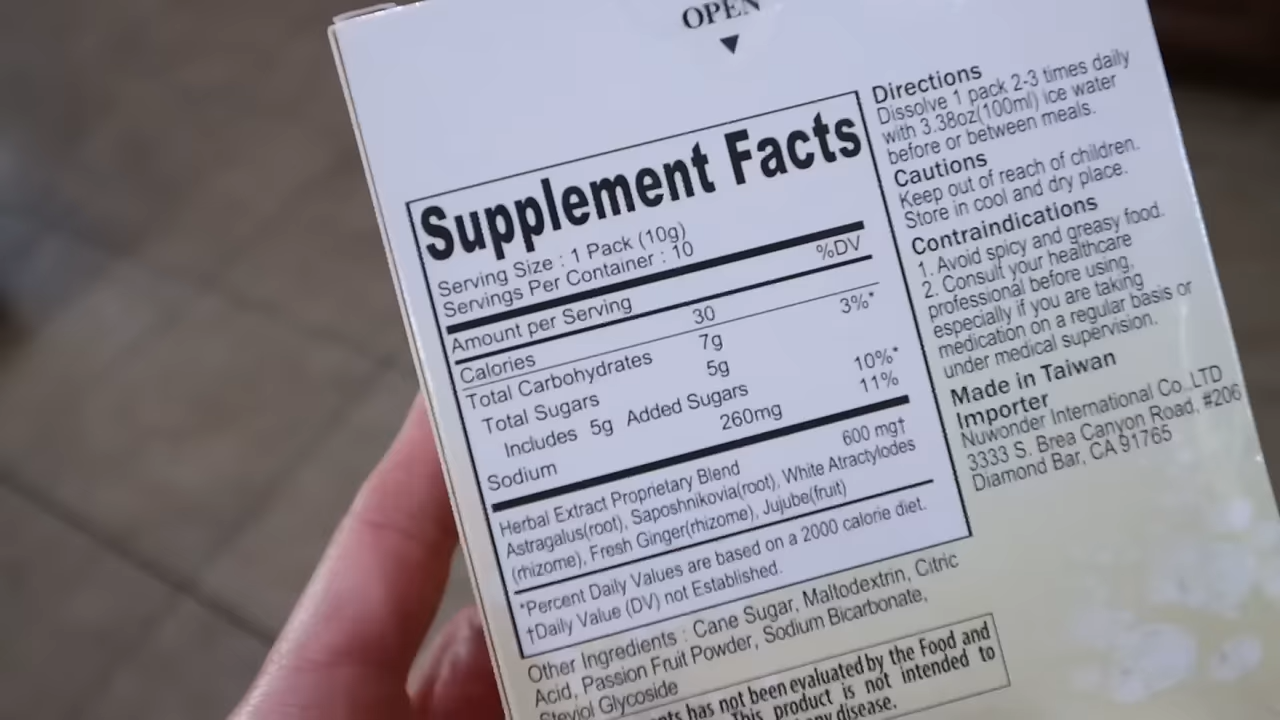 OPEN
Supplement Facts
Serving Size : 1 Pack (10g)
Servings Per Container : 10
Amount per Serving %DV
Calories 30
Total Carbohydrates 7g 3%*
Total Sugars 5g
Includes 5g Added Sugars 10%*
Sodium 260mg 11%
Herbal Extract Proprietary Blend 600 mg†
Astragalus(root), Saposhnikovia(root), White Atractylodes
(rhizome), Fresh Ginger(rhizome), Jujube(fruit)
*Percent Daily Values are based on a 2000 calorie diet.
†Daily Value (DV) not Established.
Other Ingredients : Cane Sugar, Maltodextrin, Citric
Acid, Passion Fruit Powder, Sodium Bicarbonate,
Steviol Glycoside
has not been evaluated by the Food and
This product is not intended to
any disease.
Directions
Dissolve 1 pack 2-3 times daily
with 3.38oz(100ml) ice water
before or between meals.
Cautions
Keep out of reach of children.
Store in cool and dry place.
Contraindications
1. Avoid spicy and greasy food.
2. Consult your healthcare
professional before using,
especially if you are taking
medication on a regular basis or
under medical supervision.
Made in Taiwan
Importer
Nuwonder International Co.,LTD
3333 S. Brea Canyon Road, #206
Diamond Bar, CA 91765